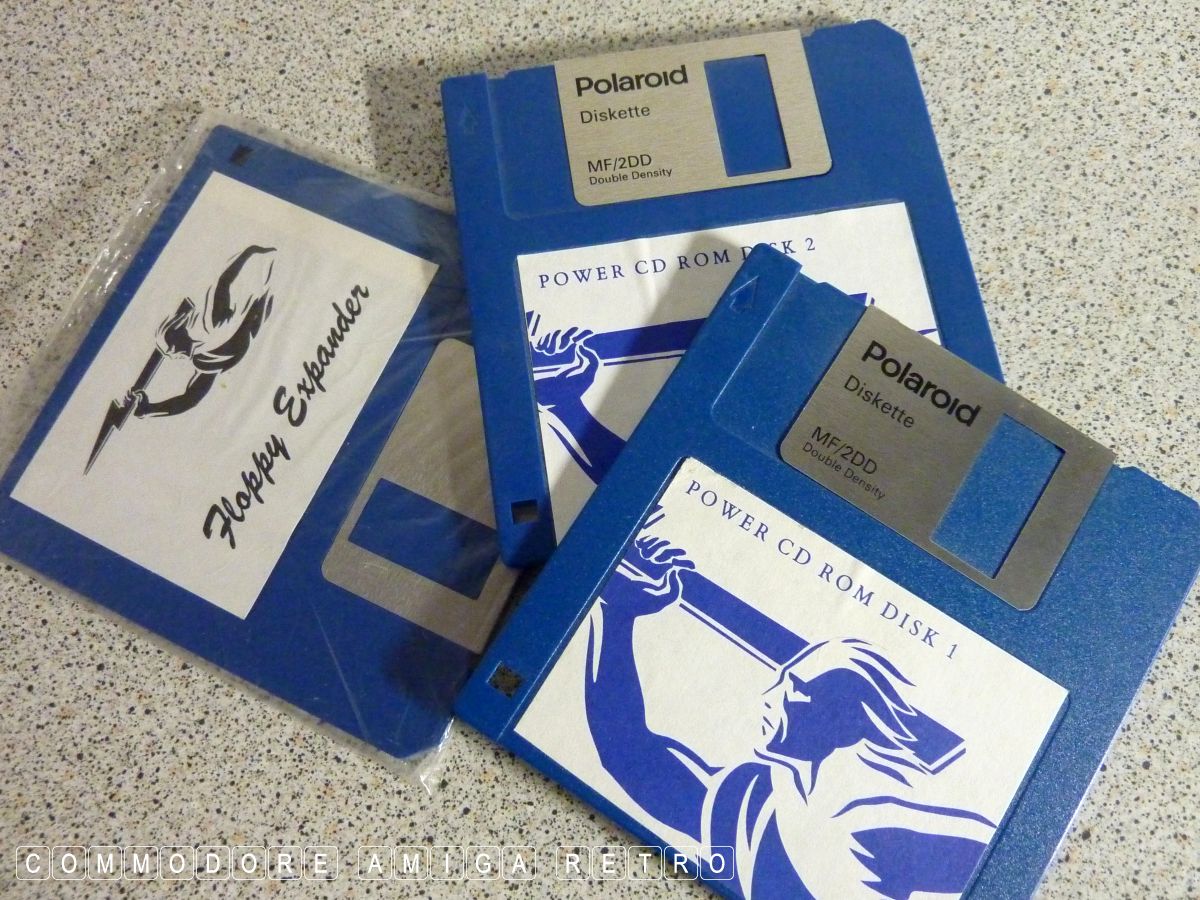 Polaroid
Diskette
MF/2DD
Double Density
POWER CD ROM DISK 2
Floppy Expander
Polaroid
Diskette
MF/2DD
Double Density
POWER CD ROM DISK 1
COMMODORE AMIGA RETRO